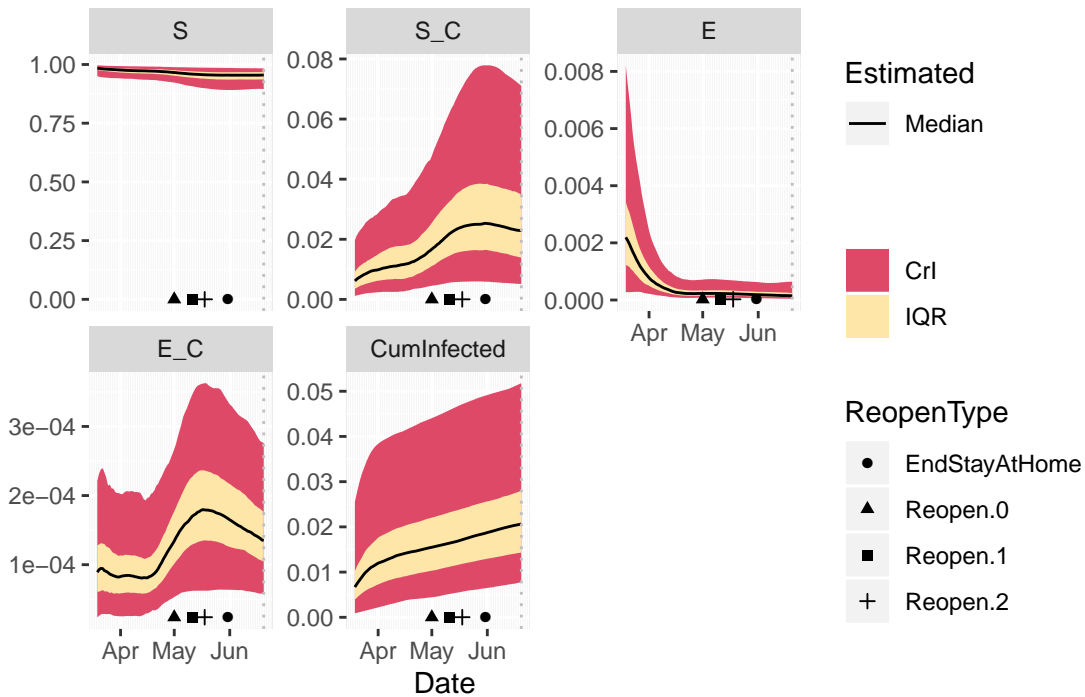 S
S_C
E
1.00
0.75
0.50
0.25
0.00
0.08
0.06
0.04
0.02
0.00
0.008
0.006
0.004
0.002
0.000
Apr
May
Jun
E_C
CumInfected
3e−04
2e−04
1e−04
0.05
0.04
0.03
0.02
0.01
0.00
Apr
May
Jun
Apr
May
Jun
Date
Estimated
Median
CrI
IQR
ReopenType
EndStayAtHome
Reopen.0
Reopen.1
Reopen.2